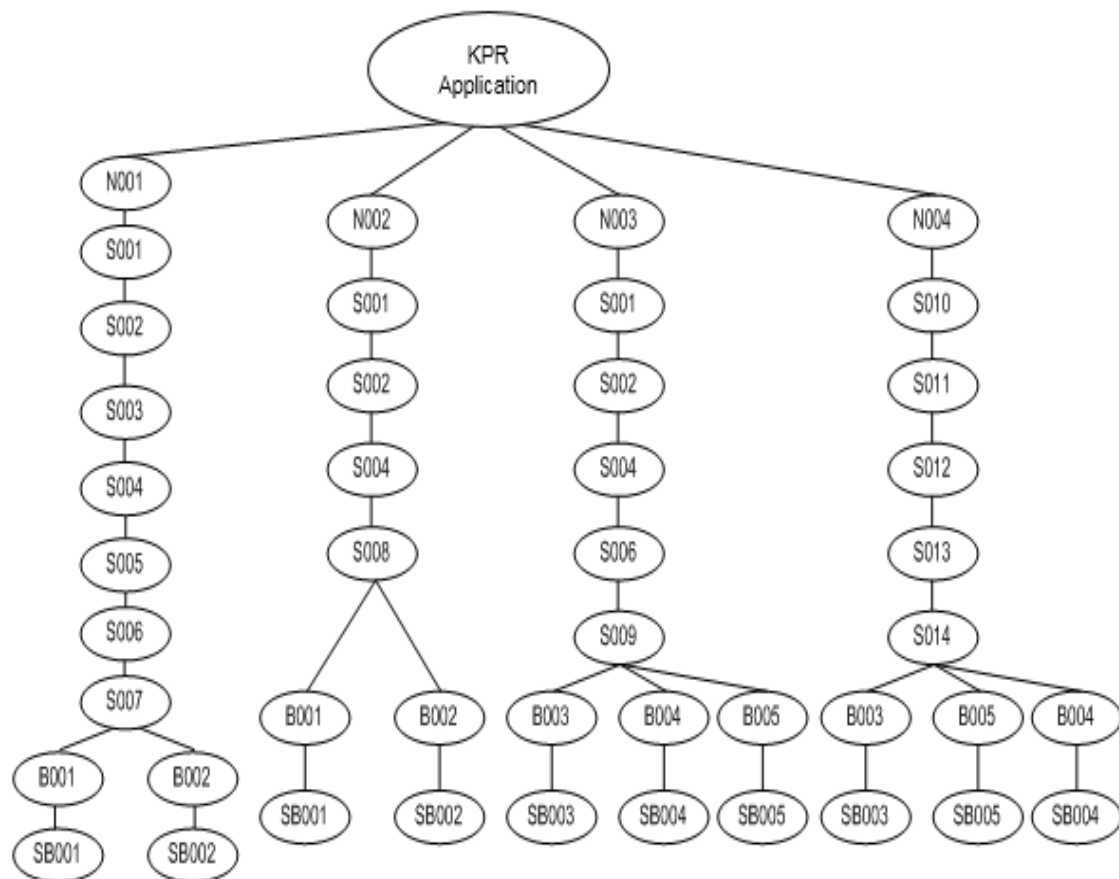 KPR
Application
N001
S001
S002
S003
S004
S005
S006
S007
B001
B002
SB001
SB002
N002
S001
S002
S004
S008
B001
B002
SB001
SB002
N003
S001
S002
S004
S006
S009
B003
B004
B005
SB003
SB004
SB005
N004
S010
S011
S012
S013
S014
B003
B005
B004
SB003
SB005
SB004